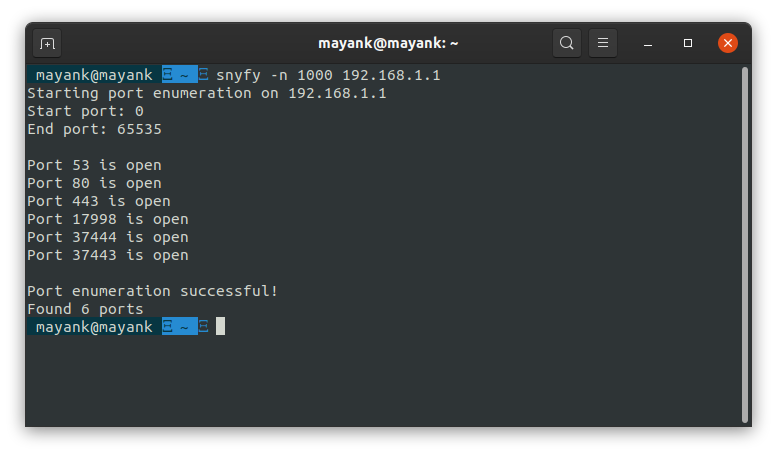 mayank@mayank: ~
mayank@mayank ~ snyfy -n 1000 192.168.1.1
Starting port enumeration on 192.168.1.1
Start port: 0
End port: 65535
Port 53 is open
Port 80 is open
Port 443 is open
Port 17998 is open
Port 37444 is open
Port 37443 is open
Port enumeration successful!
Found 6 ports
mayank@mayank ~